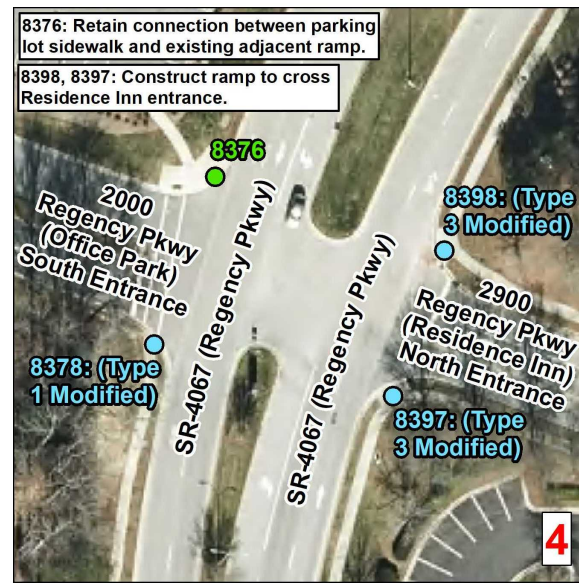 8376: Retain connection between parking
lot sidewalk and existing adjacent ramp.
8398, 8397: Construct ramp to cross
Residence Inn entrance.
8376
2000
Regency Pkwy
(Office Park)
South Entrance
SR-4067 (Regency Pkwy)
8398: (Type
3 Modified)
2900
Regency Pkwy
(Residence Inn)
North Entrance
SR-4067 (Regency Pkwy)
8378: (Type
1 Modified)
8397: (Type
3 Modified)
4